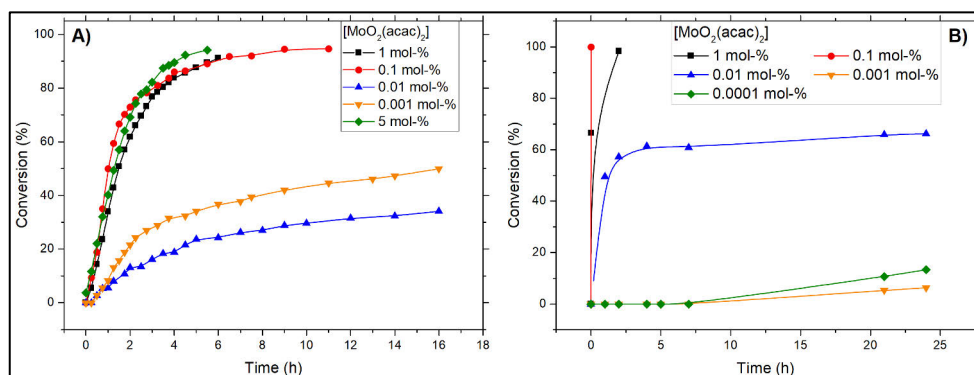 A)
[MoO2(acac)2]
1 mol-%
0.1 mol-%
0.01 mol-%
0.001 mol-%
5 mol-%
100
80
60
40
20
0
Conversion (%)
0 2 4 6 8 10 12 14 16 18
Time (h)
B)
[MoO2(acac)2]
1 mol-% 0.1 mol-%
0.01 mol-% 0.001 mol-%
0.0001 mol-%
100
80
60
40
20
0
Conversion (%)
0 5 10 15 20 25
Time (h)